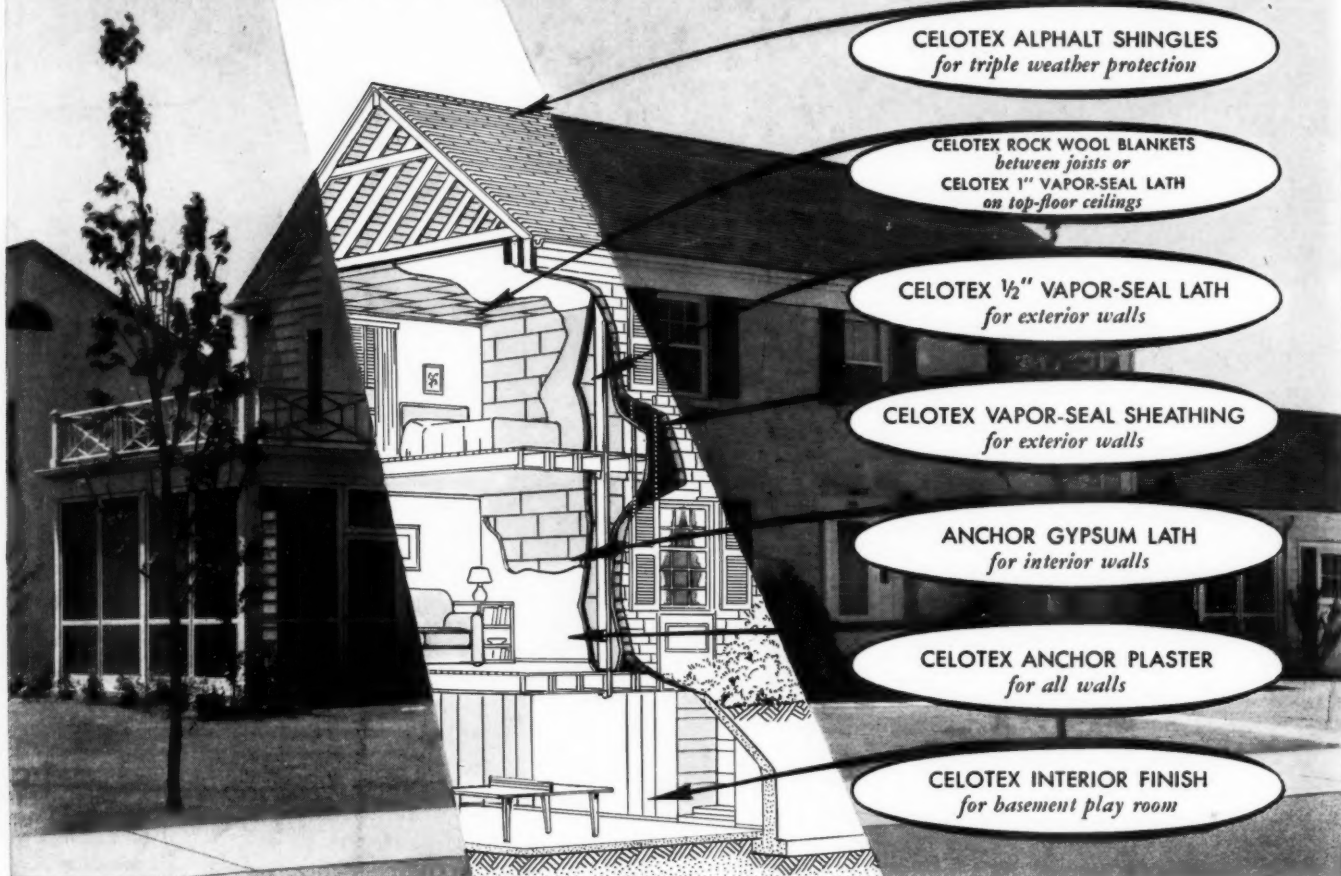 CELOTEX ALPHALT SHINGLES
for triple weather protection
CELOTEX ROCK WOOL BLANKETS
between joists or
CELOTEX 1" VAPOR-SEAL LATH
on top-floor ceilings
CELOTEX ½" VAPOR-SEAL LATH
for exterior walls
CELOTEX VAPOR-SEAL SHEATHING
for exterior walls
ANCHOR GYPSUM LATH
for interior walls
CELOTEX ANCHOR PLASTER
for all walls
CELOTEX INTERIOR FINISH
for basement play room